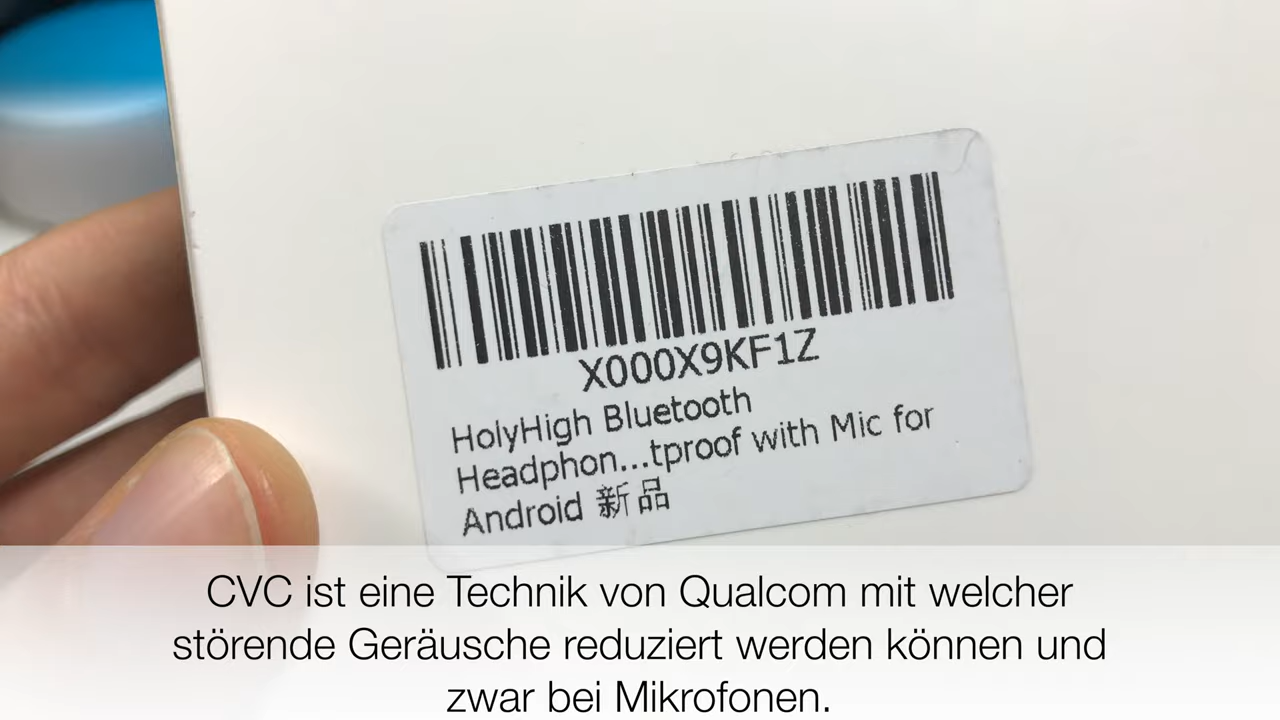 X000X9KF1Z
HolyHigh Bluetooth
Headphon...tproof with Mic for
Android 新品
CVC ist eine Technik von Qualcom mit welcher
störende Geräusche reduziert werden können und
zwar bei Mikrofonen.